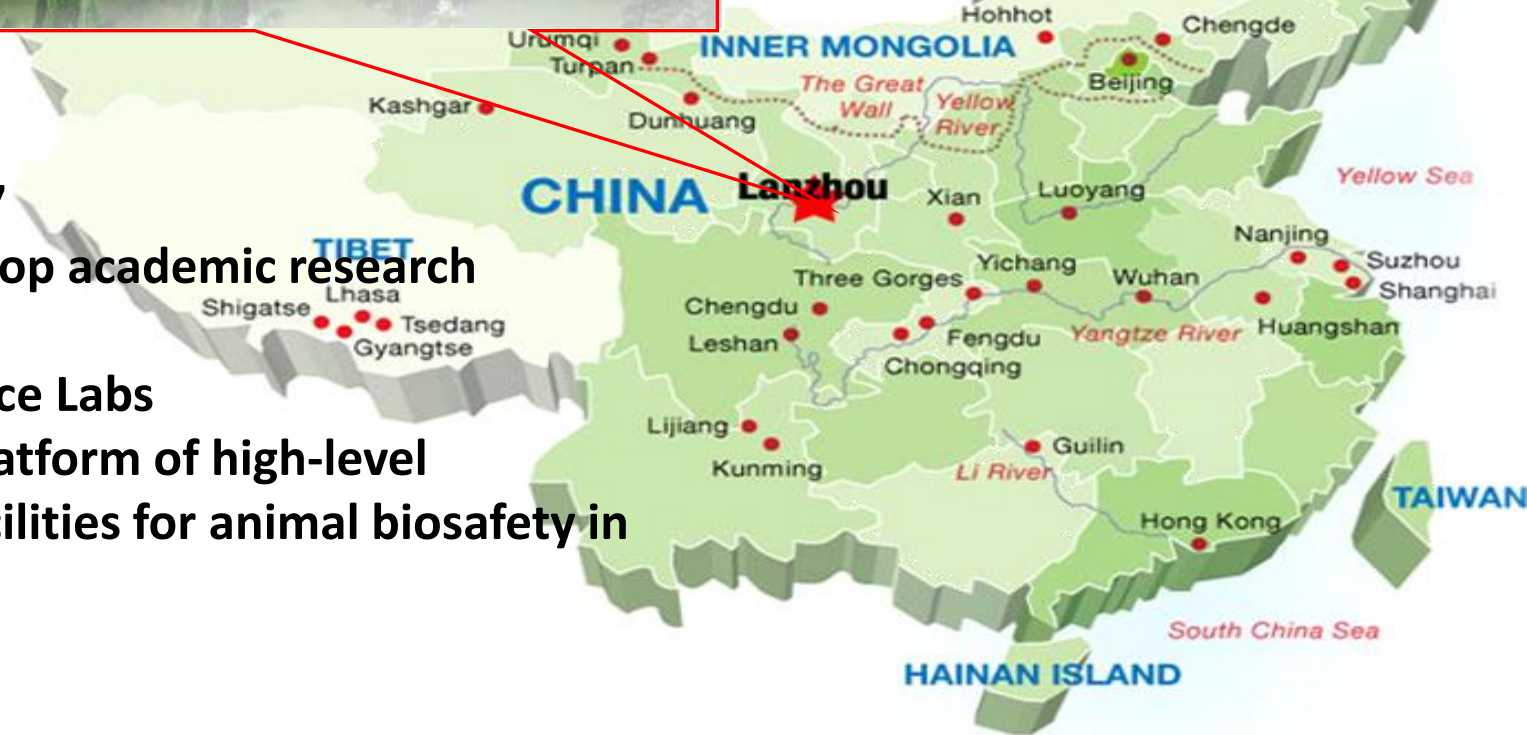 Hohhot
Chengde
Urumqi
INNER MONGOLIA
Turpan
Beijing
The Great
Wall
Yellow
River
Kashgar
Dunhuang
Yellow Sea
CHINA
Lanzhou
Xian
Luoyang
,
TIBET
op academic research
Nanjing
Suzhou
Shanghai
Three Gorges
Yichang
Wuhan
Lhasa
Shigatse
Tsedang
Gyangtse
Chengdu
Leshan
Fengdu
Yangtze River
Huangshan
Chongqing
ce Labs
Lijiang
Guilin
atform of high-level
Kunming
Li River
TAIWAN
cilities for animal biosafety in
Hong Kong
South China Sea
HAINAN ISLAND